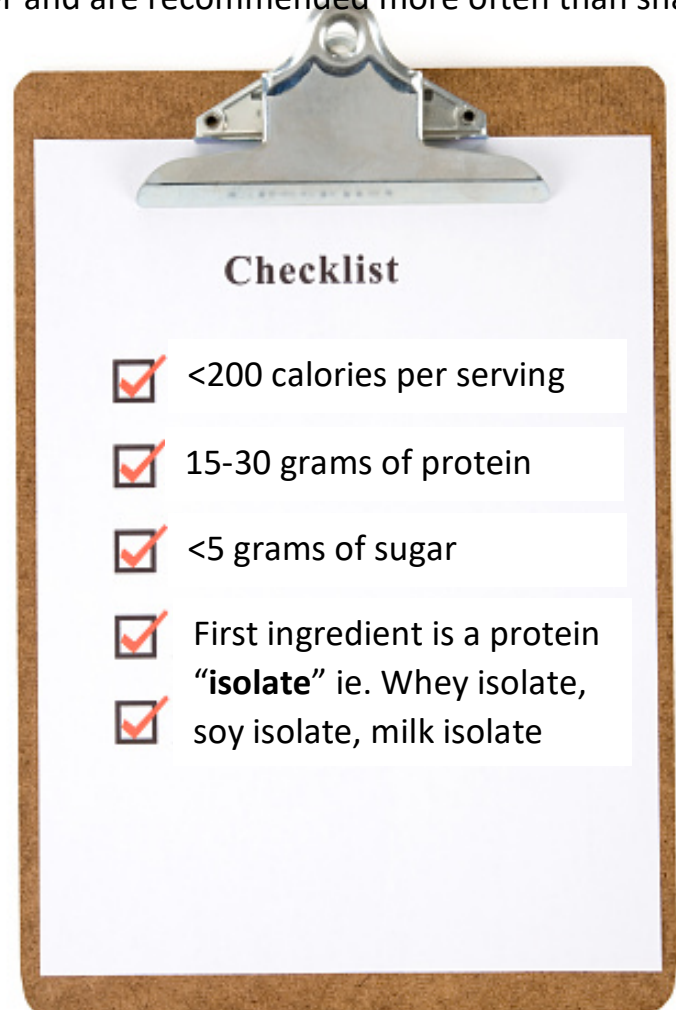 and are recommended more often than
Checklist
<200 calories per serving
15-30 grams of protein
<5 grams of sugar
First ingredient is a protein
“isolate” ie. Whey isolate,
soy isolate, milk isolate